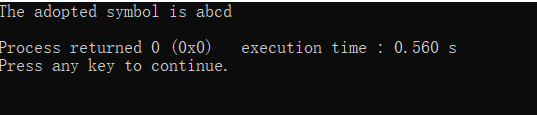 The adopted symbol is abcd
Process returned 0 (0x0)   execution time : 0.560 s
Press any key to continue.